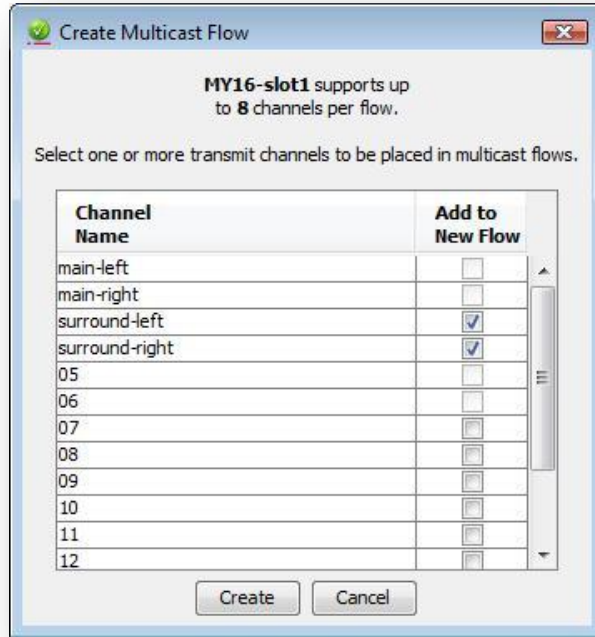 Create Multicast Flow
MY16-slot1 supports up
to 8 channels per flow.
Select one or more transmit channels to be placed in multicast flows.
Channel Name
Add to New Flow
main-left
main-right
surround-left
surround-right
05
06
07
08
09
10
11
12
Create
Cancel